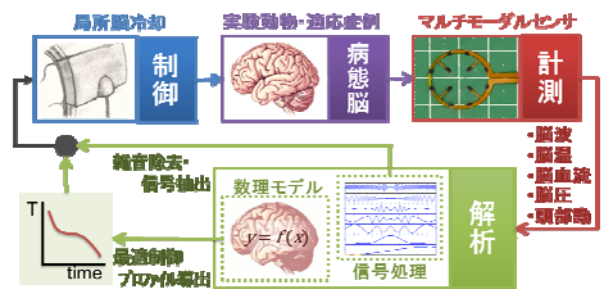 局所脳冷却
実験動物・適応症例
マルチモーダルセンサ
制御
病態脳
計測
・脳波
・脳温
・脳血流
・脳圧
・頭部動
雑音除去・
信号抽出
数理モデル
y = f(x)
信号処理
解析
T
time
最適制御
プロファイル導出